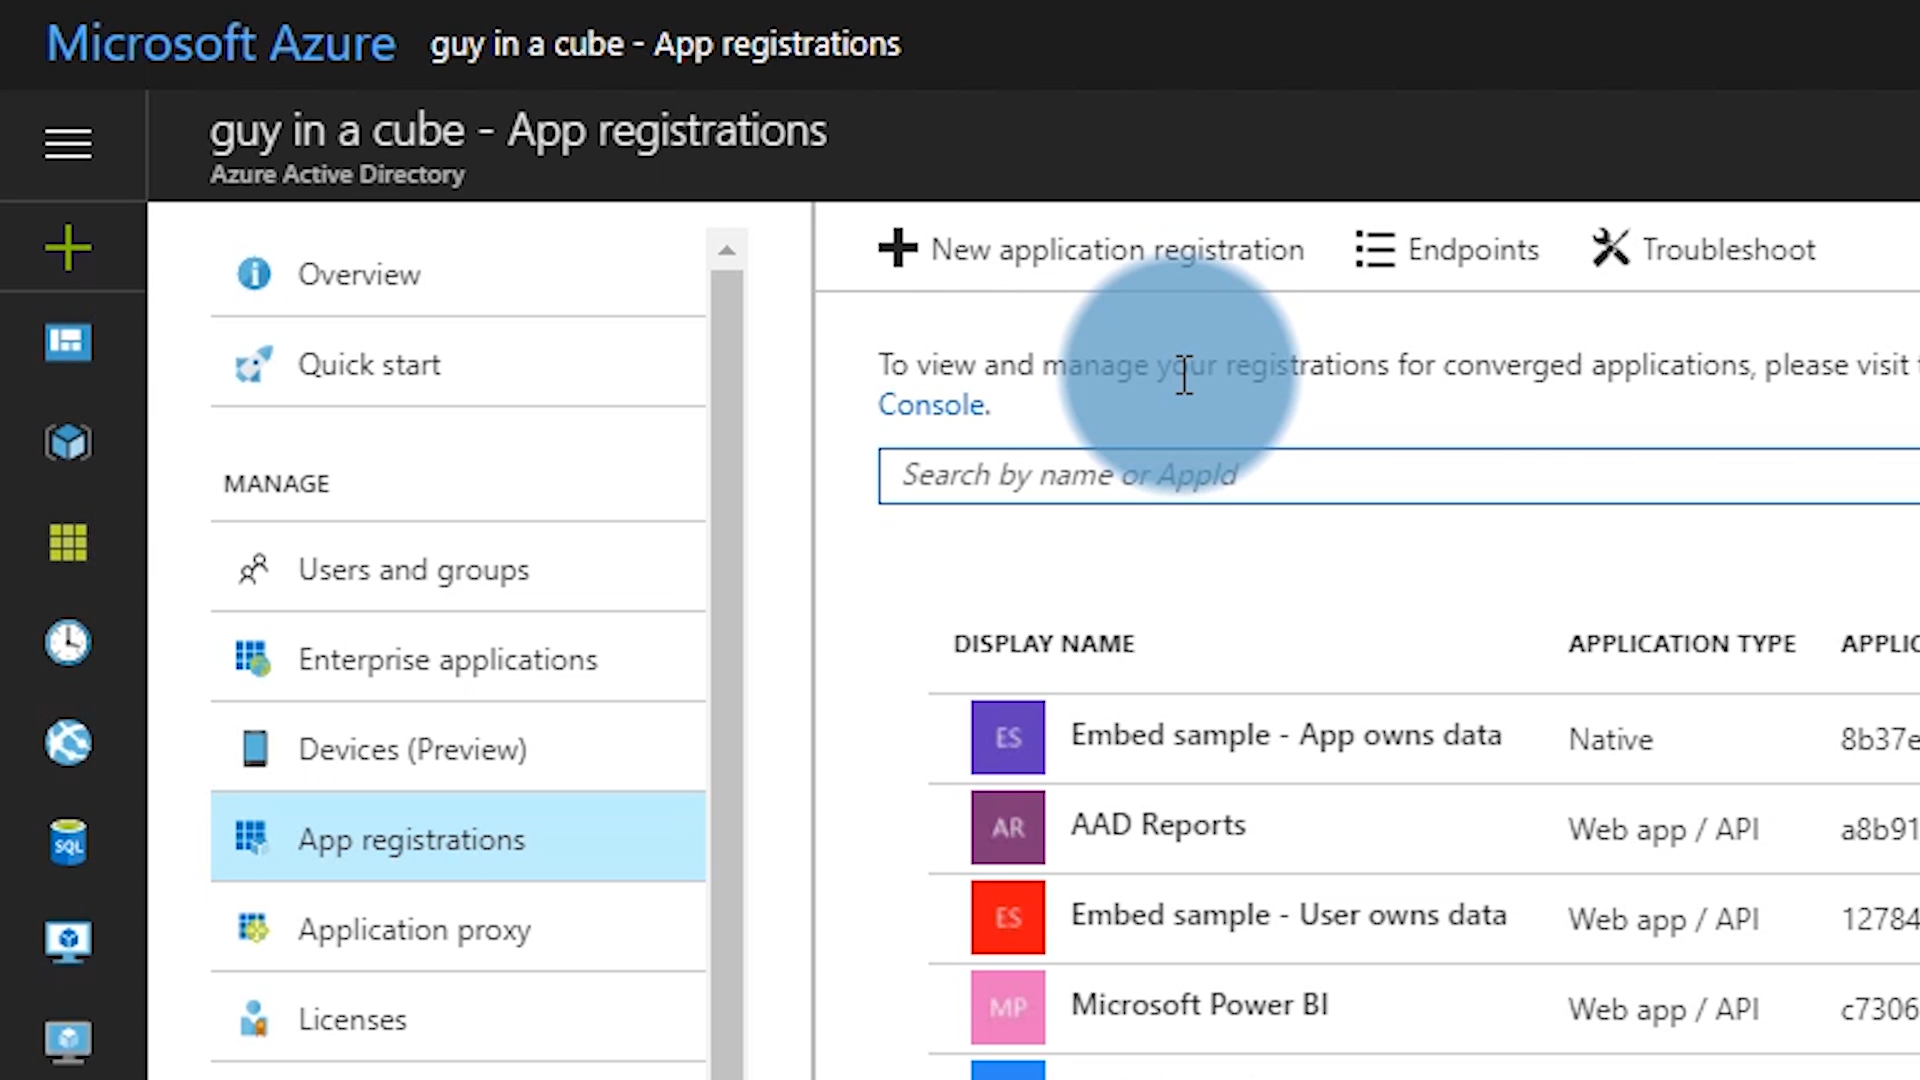 Microsoft Azure guy in a cube - App registrations
guy in a cube - App registrations
Azure Active Directory
Overview
Quick start
MANAGE
Users and groups
Enterprise applications
Devices (Preview)
App registrations
Application proxy
Licenses
New application registration Endpoints Troubleshoot
To view and manage your registrations for converged applications, please visit
Console.
Search by name or AppId
DISPLAY NAME APPLICATION TYPE APPLIC
ES Embed sample - App owns data Native 8b37e
AR AAD Reports Web app / API a8b91
ES Embed sample - User owns data Web app / API 12784
MP Microsoft Power BI Web app / API c7306
SQL